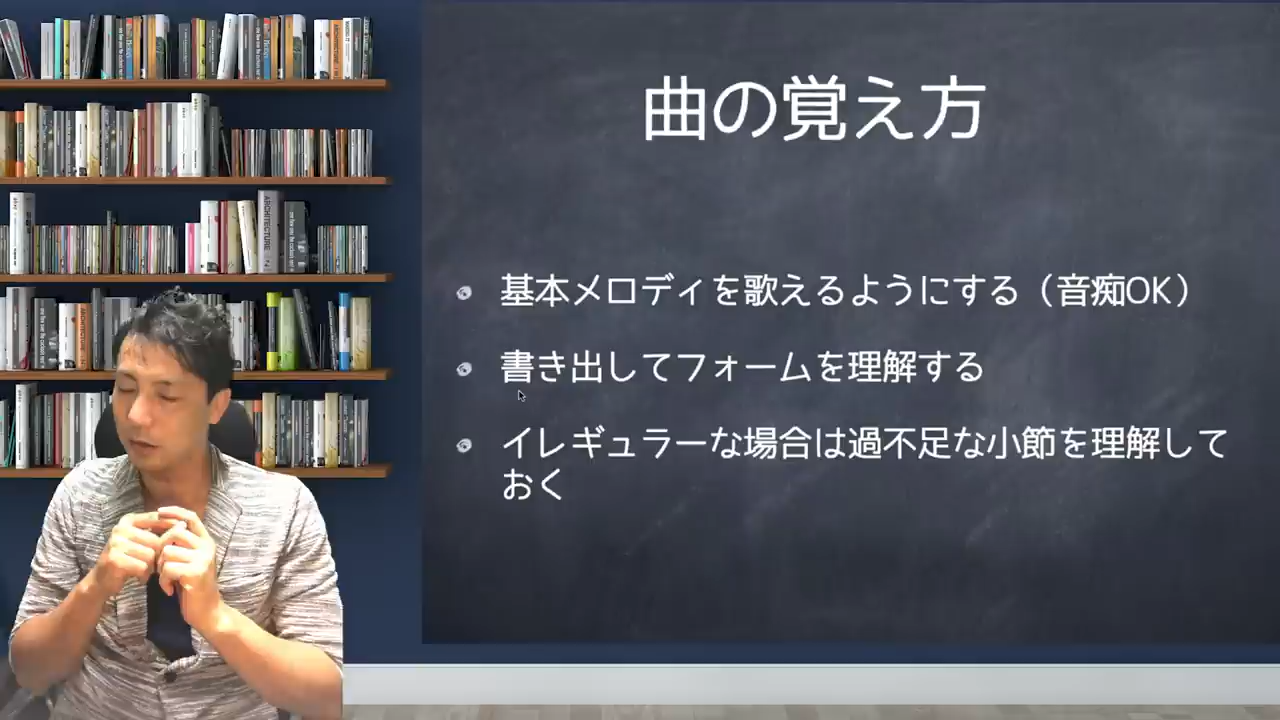 曲の覚え方
基本メロディを歌えるようにする（音痴OK）
書き出してフォームを理解する
イレギュラーな場合は過不足な小節を理解して
おく
ARCHITECTURE